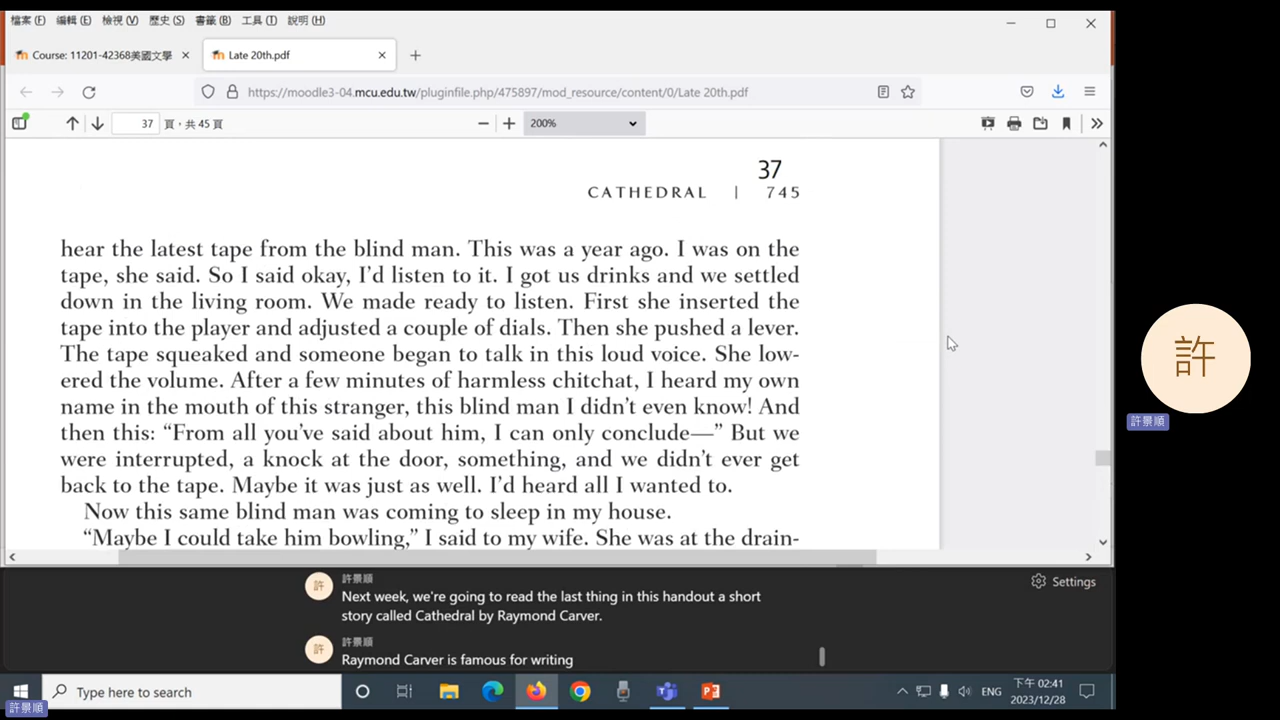 檔案 (F) 編輯 (E) 檢視 (V) 歷史 (S) 書籤 (B) 工具 (T) 說明 (H)
Course: 11201-42368美國文學
Late 20th.pdf
https://moodle3-04.mcu.edu.tw/pluginfile.php/475897/mod_resource/content/0/Late 20th.pdf
37 頁，共 45 頁
200%
37
CATHEDRAL | 745
hear the latest tape from the blind man. This was a year ago. I was on the
tape, she said. So I said okay, I'd listen to it. I got us drinks and we settled
down in the living room. We made ready to listen. First she inserted the
tape into the player and adjusted a couple of dials. Then she pushed a lever.
The tape squeaked and someone began to talk in this loud voice. She low-
ered the volume. After a few minutes of harmless chitchat, I heard my own
name in the mouth of this stranger, this blind man I didn't even know! And
then this: “From all you've said about him, I can only conclude—” But we
were interrupted, a knock at the door, something, and we didn't ever get
back to the tape. Maybe it was just as well. I'd heard all I wanted to.
Now this same blind man was coming to sleep in my house.
“Maybe I could take him bowling,” I said to my wife. She was at the drain-
許
許景順
許
許景順
Next week, we're going to read the last thing in this handout a short
story called Cathedral by Raymond Carver.
Settings
許
許景順
Raymond Carver is famous for writing
Type here to search
ENG
下午 02:41
2023/12/28
許景順